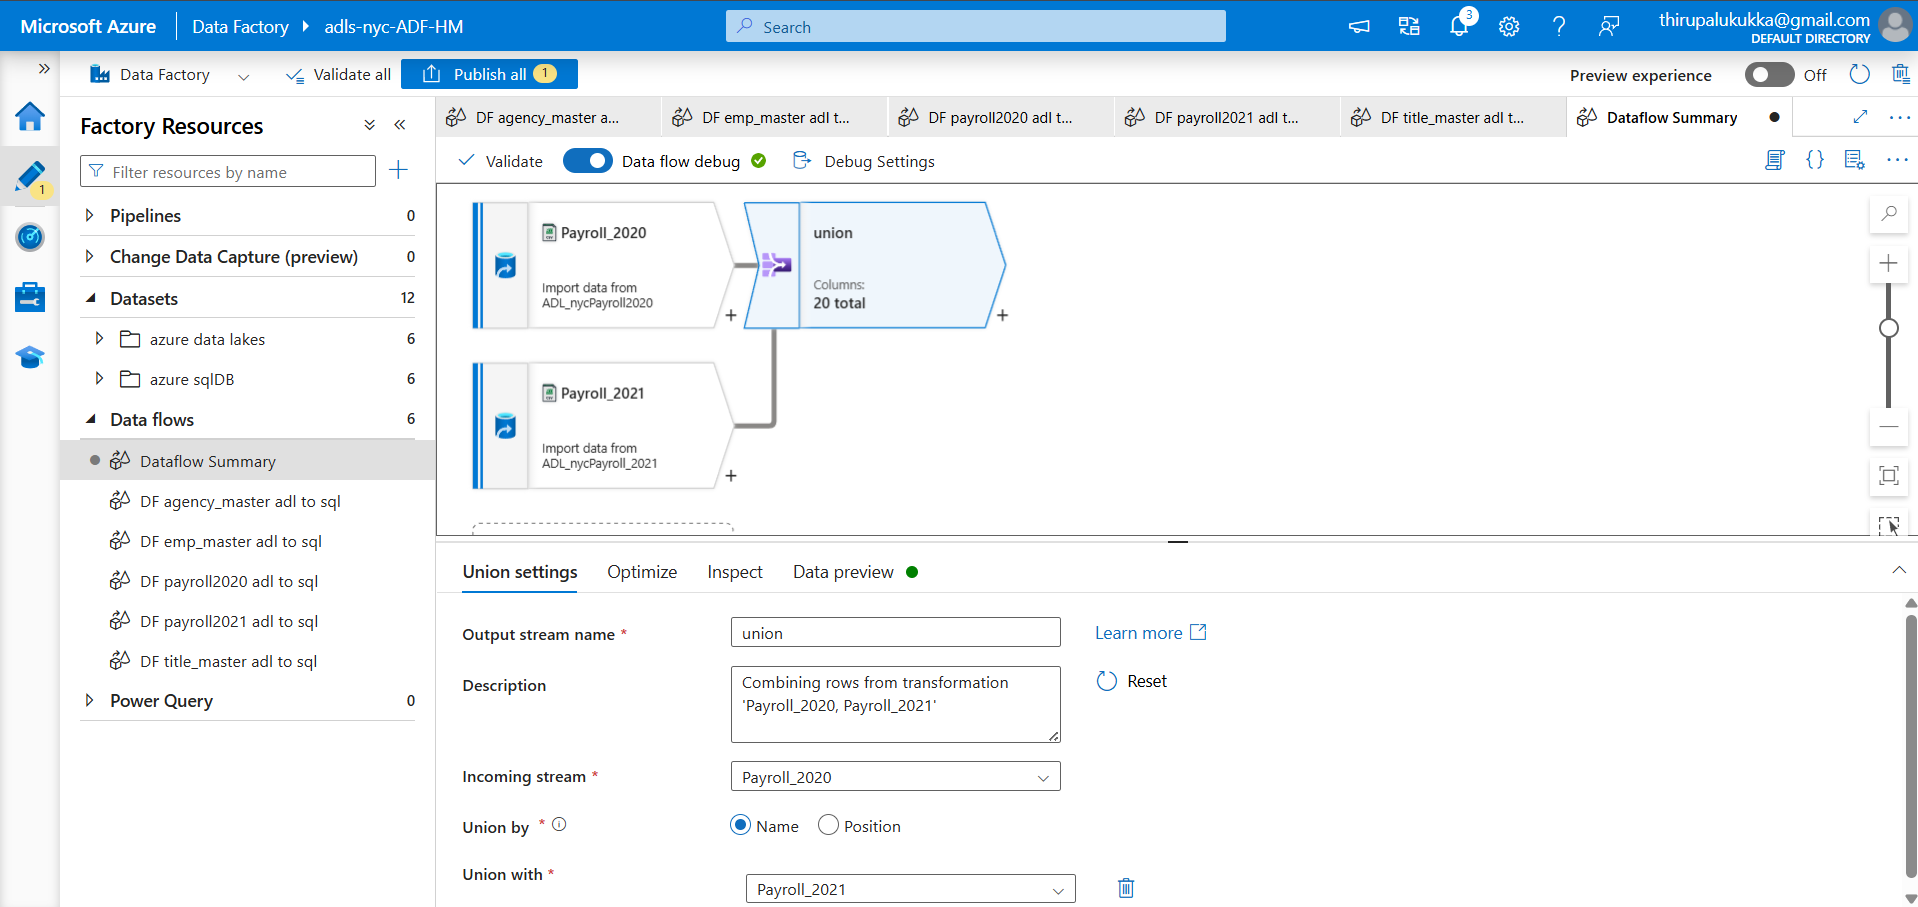 Microsoft Azure
Data Factory
adls-nyc-ADF-HM
Search
3
thirupalukukka@gmail.com
DEFAULT DIRECTORY
Data Factory
Validate all
Publish all 1
Preview experience
Off
1
Factory Resources
Filter resources by name
Pipelines 0
Change Data Capture (preview) 0
Datasets 12
azure data lakes 6
azure sqlDB 6
Data flows 6
Dataflow Summary
DF agency_master adl to sql
DF emp_master adl to sql
DF payroll2020 adl to sql
DF payroll2021 adl to sql
DF title_master adl to sql
Power Query 0
DF agency_master a...
DF emp_master adl t...
DF payroll2020 adl t...
DF payroll2021 adl t...
DF title_master adl t...
Dataflow Summary
Validate
Data flow debug
Debug Settings
Payroll_2020
Import data from
ADL_nycPayroll2020
union
Columns:
20 total
Payroll_2021
Import data from
ADL_nycPayroll_2021
Union settings
Optimize
Inspect
Data preview
Output stream name *
union
Learn more
Description
Combining rows from transformation
'Payroll_2020, Payroll_2021'
Reset
Incoming stream *
Payroll_2020
Union by *
Name
Position
Union with *
Payroll_2021